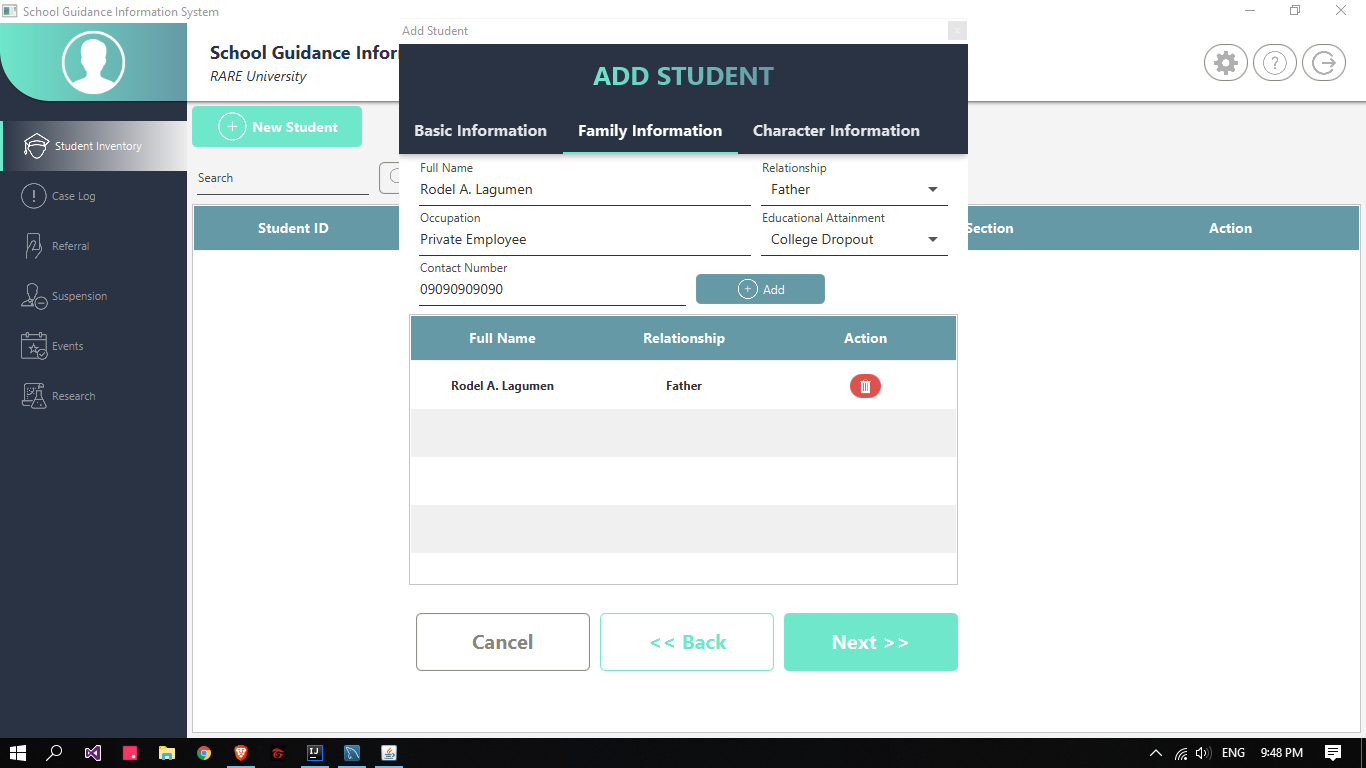 School Guidance Information System
Add Student
x
School Guidance Infor
RARE University
ADD STUDENT
Basic Information
Family Information
Character Information
New Student
Student Inventory
Case Log
Referral
Suspension
Events
Research
Search
Student ID
Section
Action
Full Name
Rodel A. Lagumen
Relationship
Father
Occupation
Private Employee
Educational Attainment
College Dropout
Contact Number
09090909090
Add
Full Name
Relationship
Action
Rodel A. Lagumen
Father
Cancel
<< Back
Next >>
IJ
ENG
9:48 PM